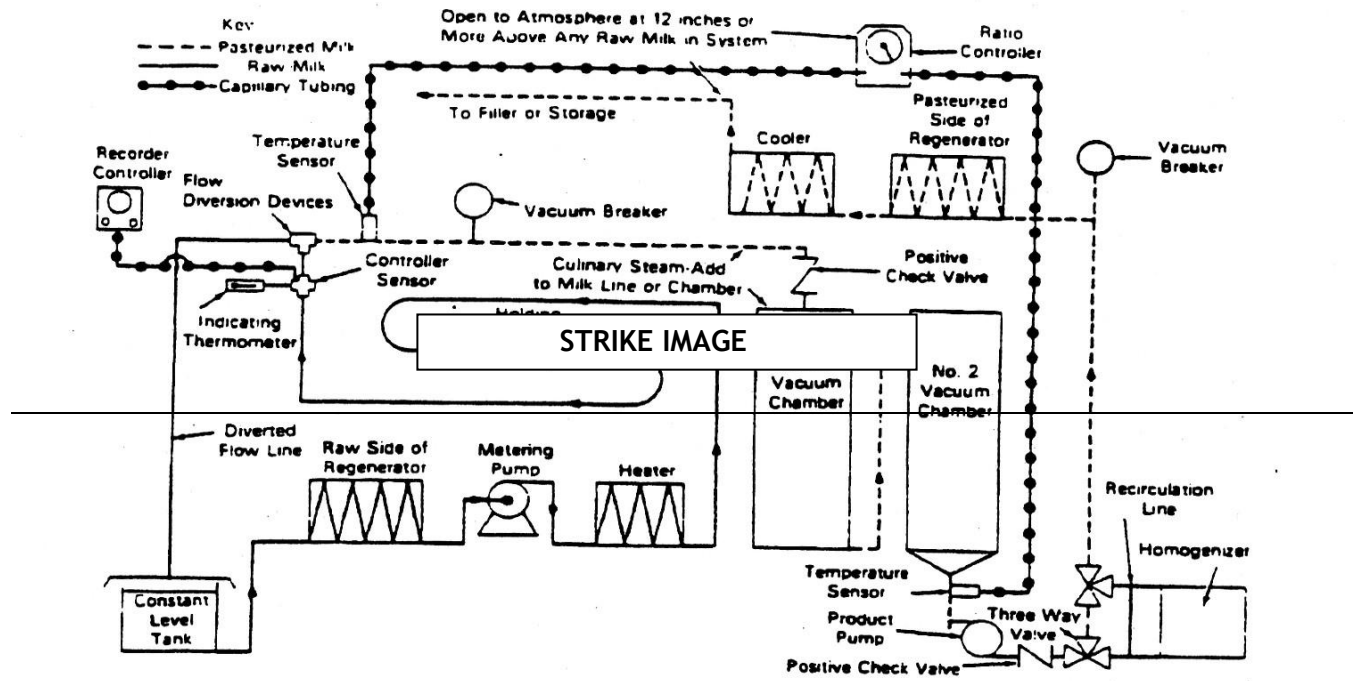 Key
Pasteurized Milk
Raw Milk
Capillary Tubing
Open to Atmosphere at 12 inches or
More Above Any Raw Milk in System
Ratio
Controller
To Filler or Storage
Pasteurized
Side of
Regenerator
Cooler
Vacuum
Breaker
Temperature
Sensor
Recorder
Controller
Flow
Diversion Devices
Vacuum Breaker
Controller
Sensor
Culinary Steam-Add
to Milk Line or Chamber
Positive
Check Valve
Indicating
Thermometer
STRIKE IMAGE
Vacuum
Chamber
No. 2
Vacuum
Chamber
Diverted
Flow Line
Raw Side of
Regenerator
Metering
Pump
Heater
Recirculation
Line
Homogenizer
Constant
Level
Tank
Temperature
Sensor
Three Way
Valve
Product
Pump
Positive Check Valve